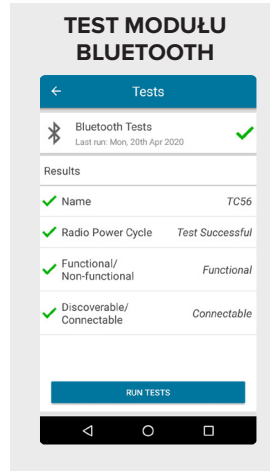 TEST MODUŁU
BLUETOOTH
Tests
Bluetooth Tests
Last run: Mon, 20th Apr 2020
Results
Name TC56
Radio Power Cycle Test Successful
Functional/
Non-functional Functional
Discoverable/
Connectable Connectable
RUN TESTS